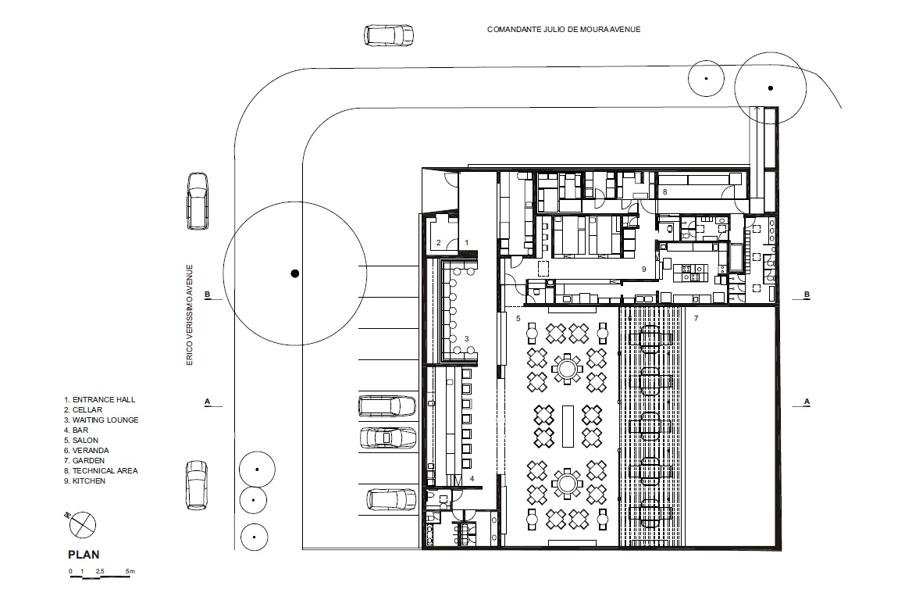 COMANDANTE JULIO DE MOURA AVENUE
ERICO VERISSIMO AVENUE
8
2
1
9
B
B
5
6
7
3
A
A
4
1. ENTRANCE HALL
2. CELLAR
3. WAITING LOUNGE
4. BAR
5. SALON
6. VERANDA
7. GARDEN
8. TECHNICAL AREA
9. KITCHEN
N
PLAN
0 1 2,5 5m